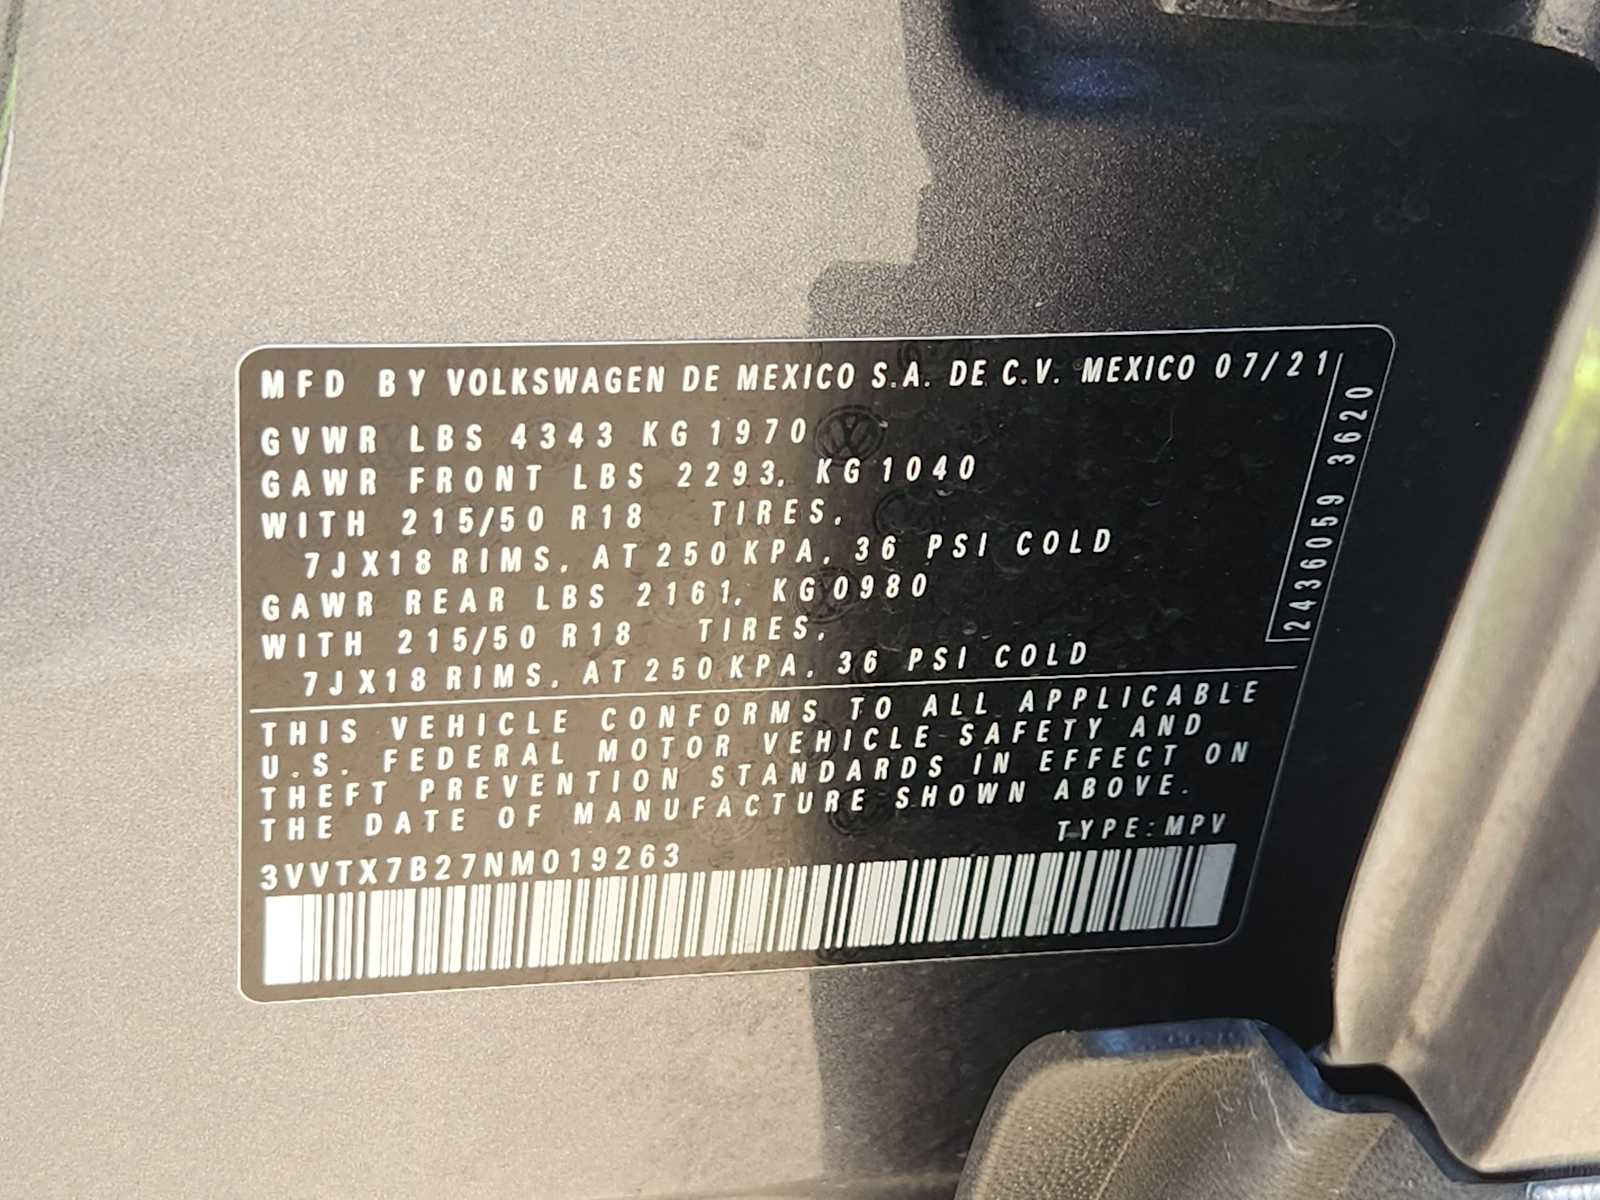 MFD BY VOLKSWAGEN DE MEXICO S.A. DE C.V. MEXICO 07/21
GVWR LBS 4343 KG 1970
GAWR FRONT LBS 2293, KG 1040
WITH 215/50 R18 TIRES,
7JX18 RIMS, AT 250 KPA, 36 PSI COLD
GAWR REAR LBS 2161, KG 0980
WITH 215/50 R18 TIRES,
7JX18 RIMS, AT 250 KPA, 36 PSI COLD
2436059 3620
THIS VEHICLE CONFORMS TO ALL APPLICABLE
U.S. FEDERAL MOTOR VEHICLE SAFETY AND
THEFT PREVENTION STANDARDS IN EFFECT ON
THE DATE OF MANUFACTURE SHOWN ABOVE.
TYPE: MPV
3VVTX7B27NM019263